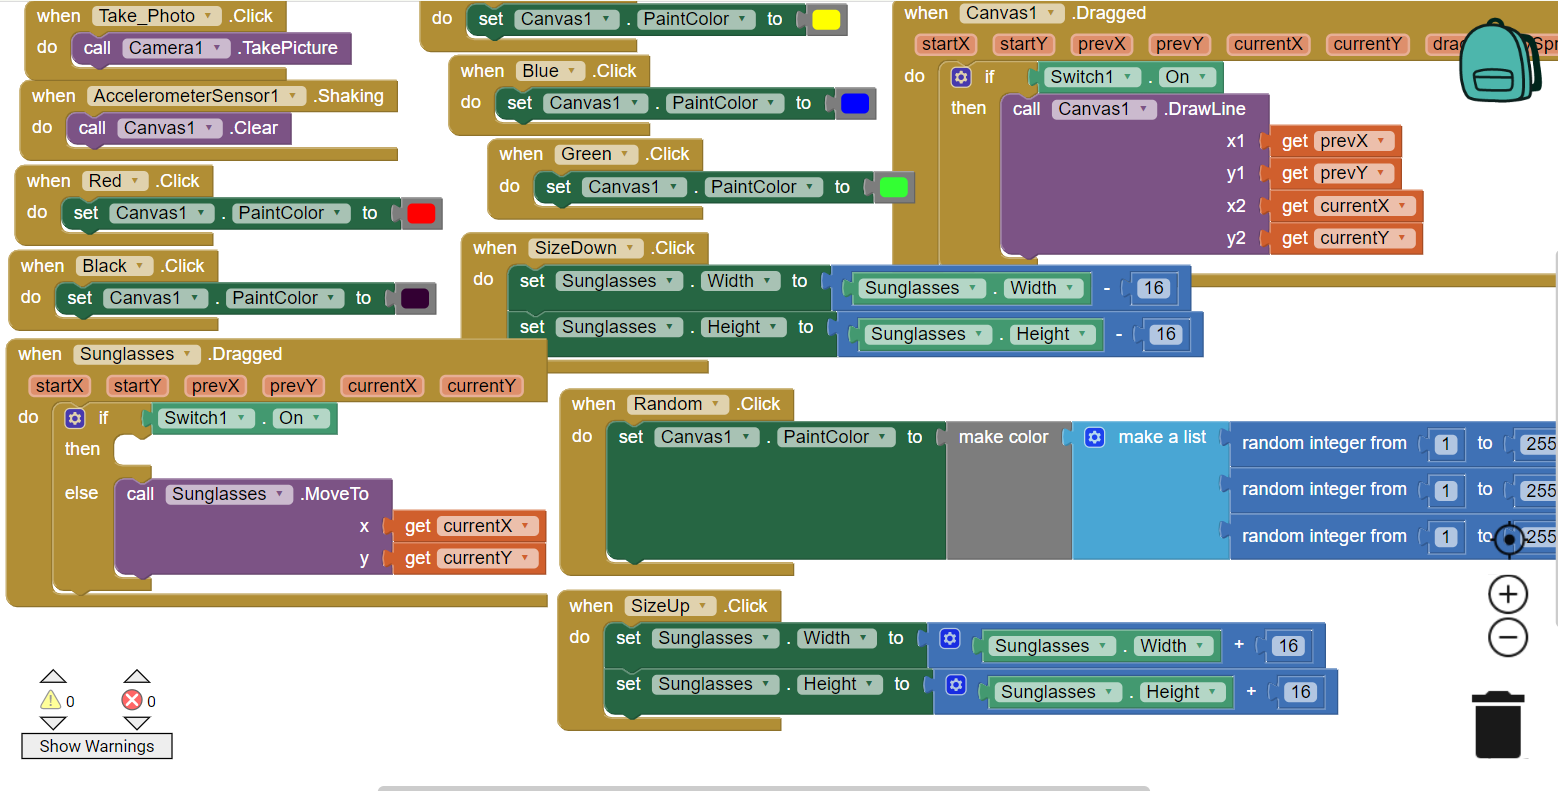 when Take_Photo .Click
do call Camera1 .TakePicture
when AccelerometerSensor1 .Shaking
do call Canvas1 .Clear
when Red .Click
do set Canvas1 . PaintColor to
when Black .Click
do set Canvas1 . PaintColor to
when Sunglasses .Dragged
startX startY prevX prevY currentX currentY
do if Switch1 . On
then
else call Sunglasses .MoveTo
x get currentX
y get currentY
0 0
Show Warnings
do set Canvas1 . PaintColor to
when Blue .Click
do set Canvas1 . PaintColor to
when Green .Click
do set Canvas1 . PaintColor to
when SizeDown .Click
do set Sunglasses . Width to Sunglasses . Width - 16
set Sunglasses . Height to Sunglasses . Height - 16
when Random .Click
do set Canvas1 . PaintColor to make color make a list random integer from 1 to 255
random integer from 1 to 255
random integer from 1 to 255
when SizeUp .Click
do set Sunglasses . Width to Sunglasses . Width + 16
set Sunglasses . Height to Sunglasses . Height + 16
when Canvas1 .Dragged
startX startY prevX prevY currentX currentY
do if Switch1 . On
then call Canvas1 .DrawLine
x1 get prevX
y1 get prevY
x2 get currentX
y2 get currentY